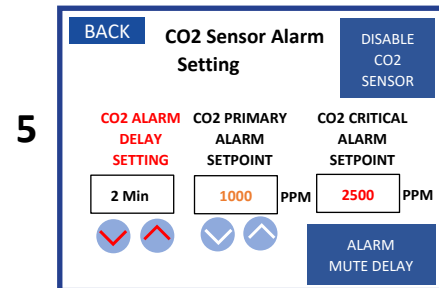 BACK
CO2 Sensor Alarm
Setting
DISABLE
CO2
SENSOR
5
CO2 ALARM
DELAY
SETTING
CO2 PRIMARY
ALARM
SETPOINT
CO2 CRITICAL
ALARM
SETPOINT
2 Min
1000 PPM
2500 PPM
ALARM
MUTE DELAY